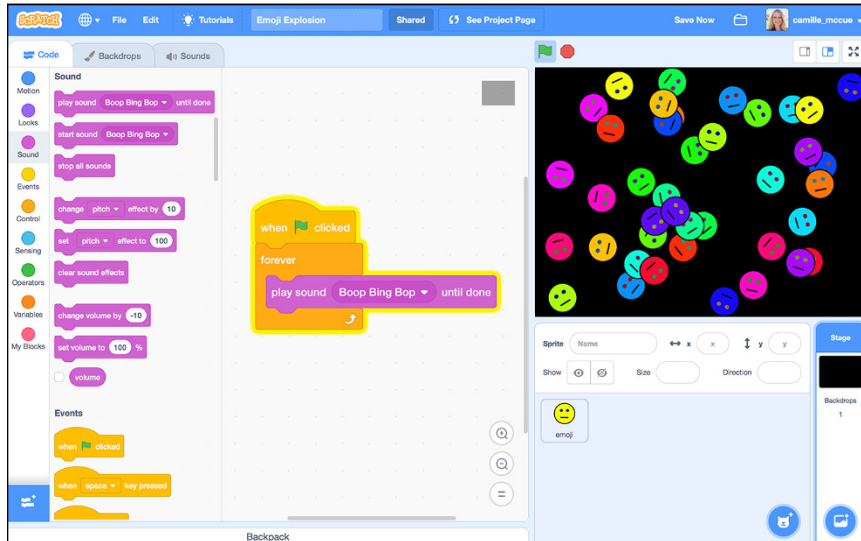 SCRATCH File Edit Tutorials Emoji Explosion Shared See Project Page Save Now camille_mccue
Code Backdrops Sounds
Motion
Looks
Sound
Events
Control
Sensing
Operators
Variables
My Blocks
Sound
play sound Boop Bing Bop until done
start sound Boop Bing Bop
stop all sounds
change pitch effect by 10
set pitch effect to 100
clear sound effects
change volume by -10
set volume to 100 %
volume
Events
when clicked
when space key pressed
when clicked
forever
play sound Boop Bing Bop until done
Sprite Name x x y y
Show Size Direction
emoji
Stage
Backdrops
1
Backpack